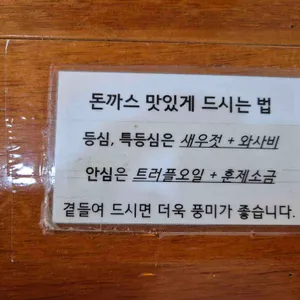 돈까스 맛있게 드시는 법
등심, 특등심은 새우젓 + 와사비
안심은 트러플오일 + 훈제소금
곁들여 드시면 더욱 풍미가 좋습니다.